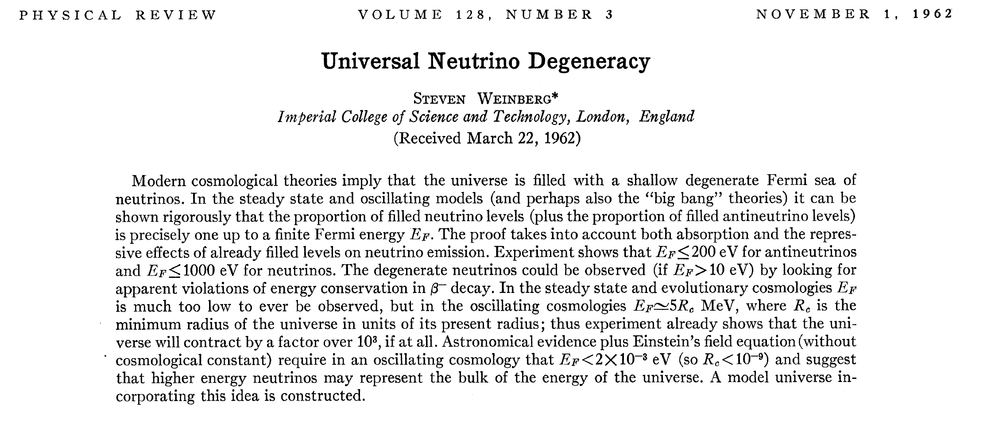 PHYSICAL REVIEW VOLUME 128, NUMBER 3 NOVEMBER 1, 1962
Universal Neutrino Degeneracy
STEVEN WEINBERG*
Imperial College of Science and Technology, London, England
(Received March 22, 1962)
Modern cosmological theories imply that the universe is filled with a shallow degenerate Fermi sea of
neutrinos. In the steady state and oscillating models (and perhaps also the “big bang” theories) it can be
shown rigorously that the proportion of filled neutrino levels (plus the proportion of filled antineutrino levels)
is precisely one up to a finite Fermi energy E_F. The proof takes into account both absorption and the repres-
sive effects of already filled levels on neutrino emission. Experiment shows that E_F≤200 eV for antineutrinos
and E_F≤1000 eV for neutrinos. The degenerate neutrinos could be observed (if E_F>10 eV) by looking for
apparent violations of energy conservation in β⁻ decay. In the steady state and evolutionary cosmologies E_F
is much too low to ever be observed, but in the oscillating cosmologies E_F≃5R_c MeV, where R_c is the
minimum radius of the universe in units of its present radius; thus experiment already shows that the uni-
verse will contract by a factor over 10³, if at all. Astronomical evidence plus Einstein's field equation (without
cosmological constant) require in an oscillating cosmology that E_F<2×10⁻³ eV (so R_c<10⁻⁹) and suggest
that higher energy neutrinos may represent the bulk of the energy of the universe. A model universe in-
corporating this idea is constructed.